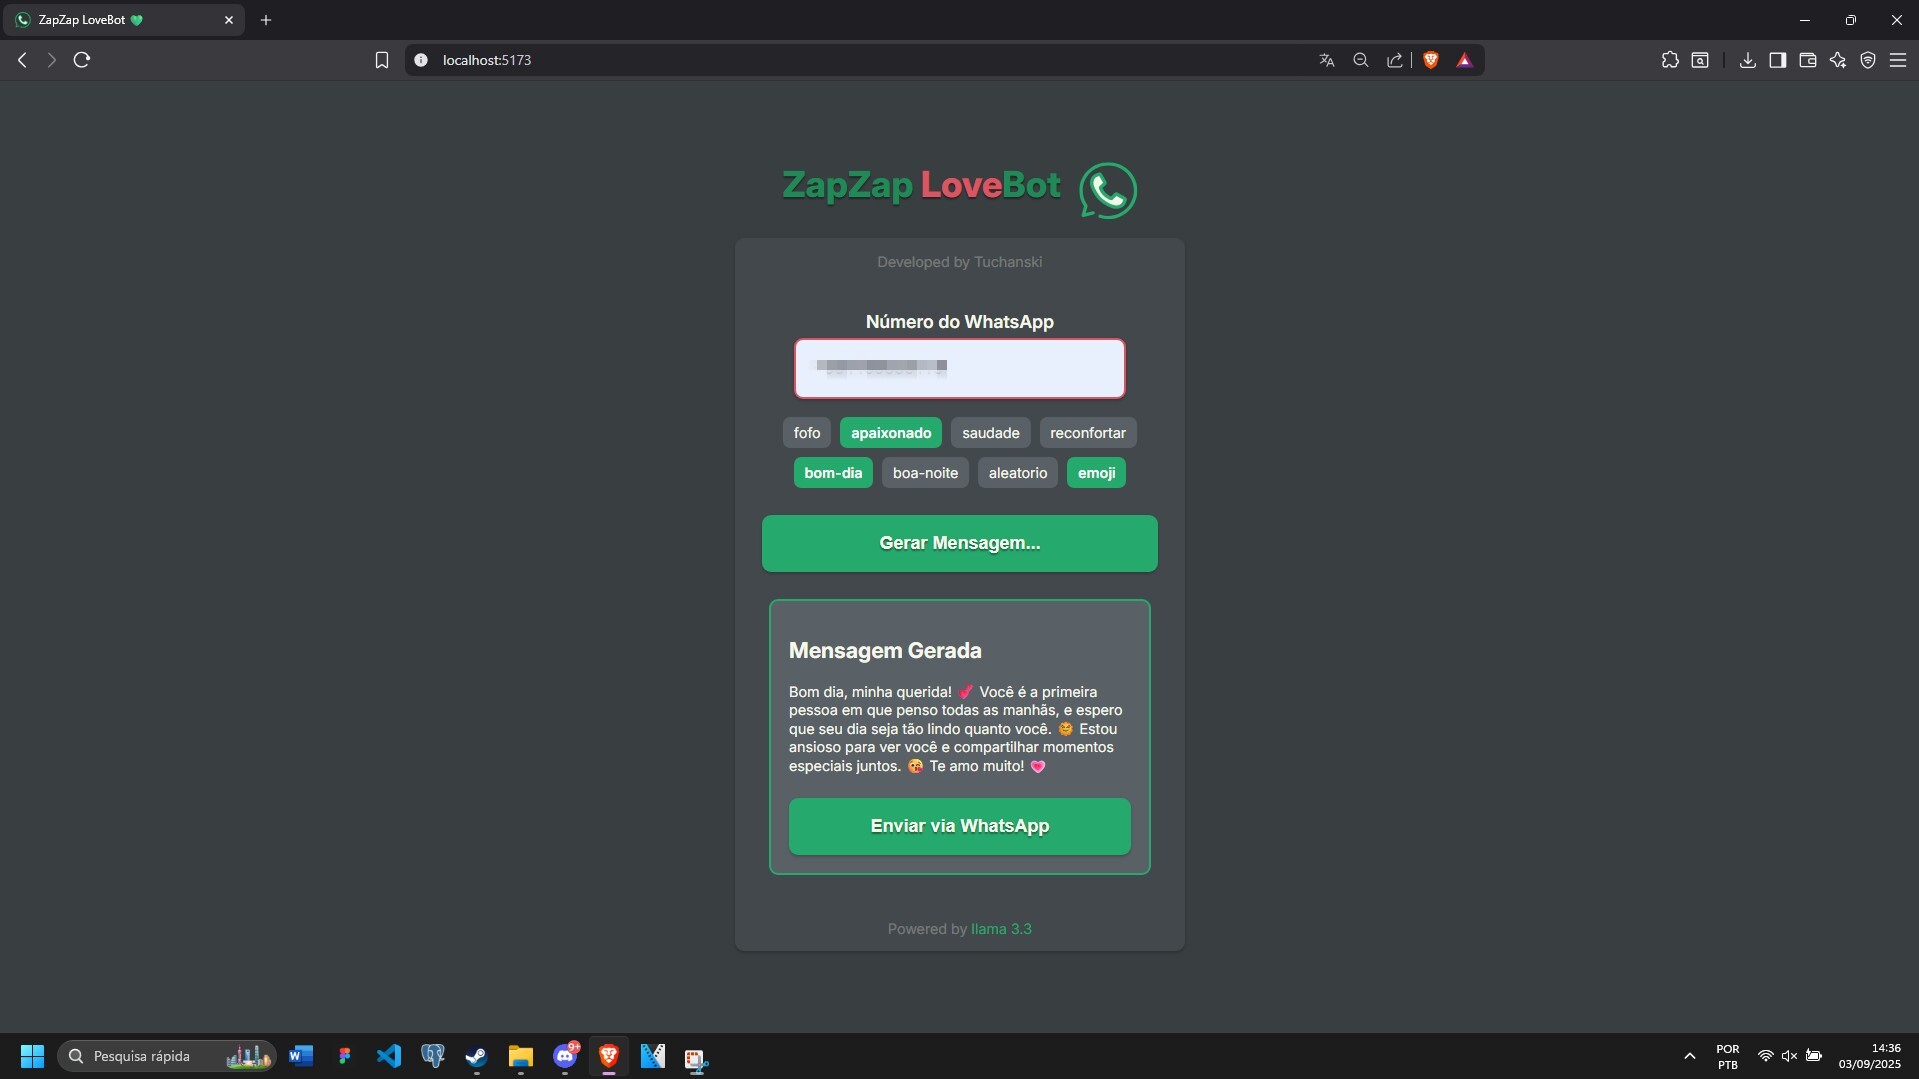 ZapZap LoveBot 💚
localhost:5173
ZapZap LoveBot
Developed by Tuchanski
Número do WhatsApp
fofo apaixonado saudade reconfortar
bom-dia boa-noite aleatorio emoji
Gerar Mensagem...
Mensagem Gerada
Bom dia, minha querida! 💕 Você é a primeira
pessoa em que penso todas as manhãs, e espero
que seu dia seja tão lindo quanto você. 🌞 Estou
ansioso para ver você e compartilhar momentos
especiais juntos. 😘 Te amo muito! 💗
Enviar via WhatsApp
Powered by llama 3.3
Pesquisa rápida
9+
POR
PTB
14:36
03/09/2025